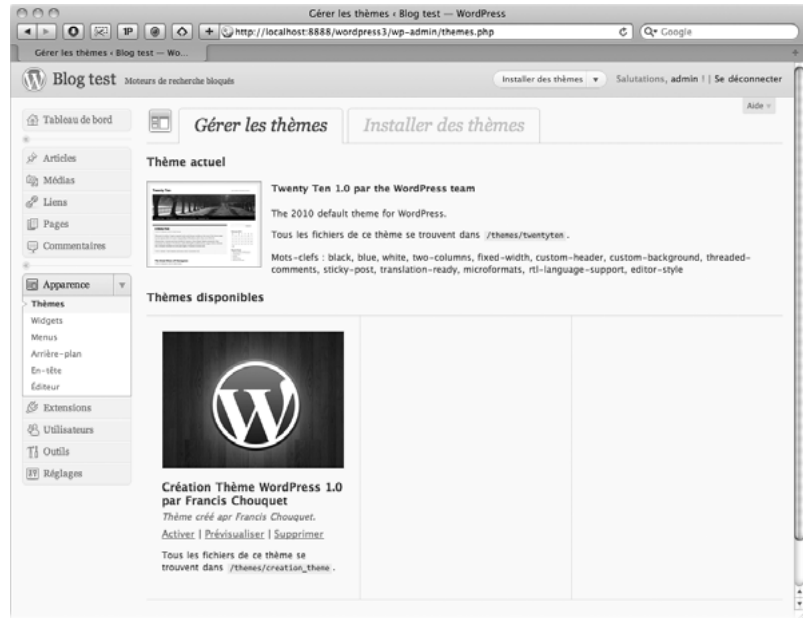 Gérer les thèmes ‹ Blog test — WordPress
http://localhost:8888/wordpress3/wp-admin/themes.php
Google
Gérer les thèmes ‹ Blog test — Wo...
Blog test Moteurs de recherche bloqués
Installer des thèmes
Salutations, admin ! | Se déconnecter
Aide
Tableau de bord
Articles
Médias
Liens
Pages
Commentaires
Apparence
Thèmes
Widgets
Menus
Arrière-plan
En-tête
Éditeur
Extensions
Utilisateurs
Outils
Réglages
Gérer les thèmes
Installer des thèmes
Thème actuel
Twenty Ten
Twenty Ten 1.0 par the WordPress team
The 2010 default theme for WordPress.
Tous les fichiers de ce thème se trouvent dans /themes/twentyten .
Mots-clefs : black, blue, white, two-columns, fixed-width, custom-header, custom-background, threaded-
comments, sticky-post, translation-ready, microformats, rtl-language-support, editor-style
Thèmes disponibles
Création Thème WordPress 1.0
par Francis Chouquet
Thème créé apr Francis Chouquet.
Activer | Prévisualiser | Supprimer
Tous les fichiers de ce thème se
trouvent dans /themes/creation_theme .